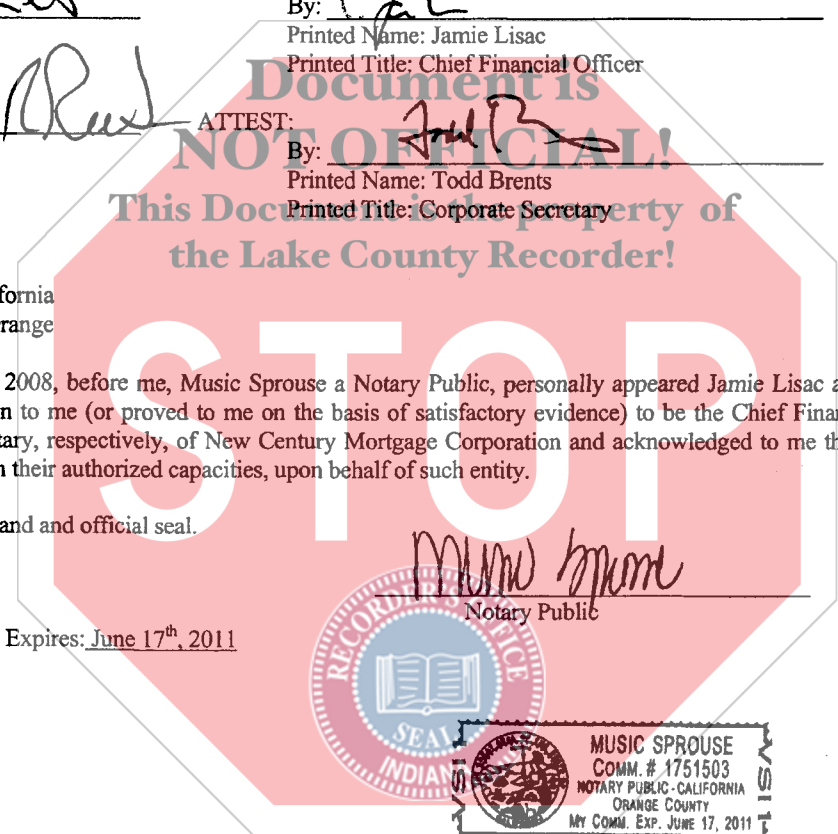 By:
Printed Name: Jamie Lisac
Printed Title: Chief Financial Officer
Document is
ATTEST:
NOT OFFICIAL!
By: Todd B
Printed Name: Todd Brents
This Document is the property of
Printed Title: Corporate Secretary
the Lake County Recorder!
fornia
range
STOP
2008, before me, Music Sprouse a Notary Public, personally appeared Jamie Lisac a
n to me (or proved to me on the basis of satisfactory evidence) to be the Chief Finan
tary, respectively, of New Century Mortgage Corporation and acknowledged to me th
n their authorized capacities, upon behalf of such entity.
and and official seal.
Music Sprouse
Notary Public
Expires: June 17th, 2011
RECORDER'S OFFICE
SEAL
INDIANA
MUSIC SPROUSE
COMM. # 1751503
NOTARY PUBLIC - CALIFORNIA
ORANGE COUNTY
MY COMM. EXP. JUNE 17, 2011